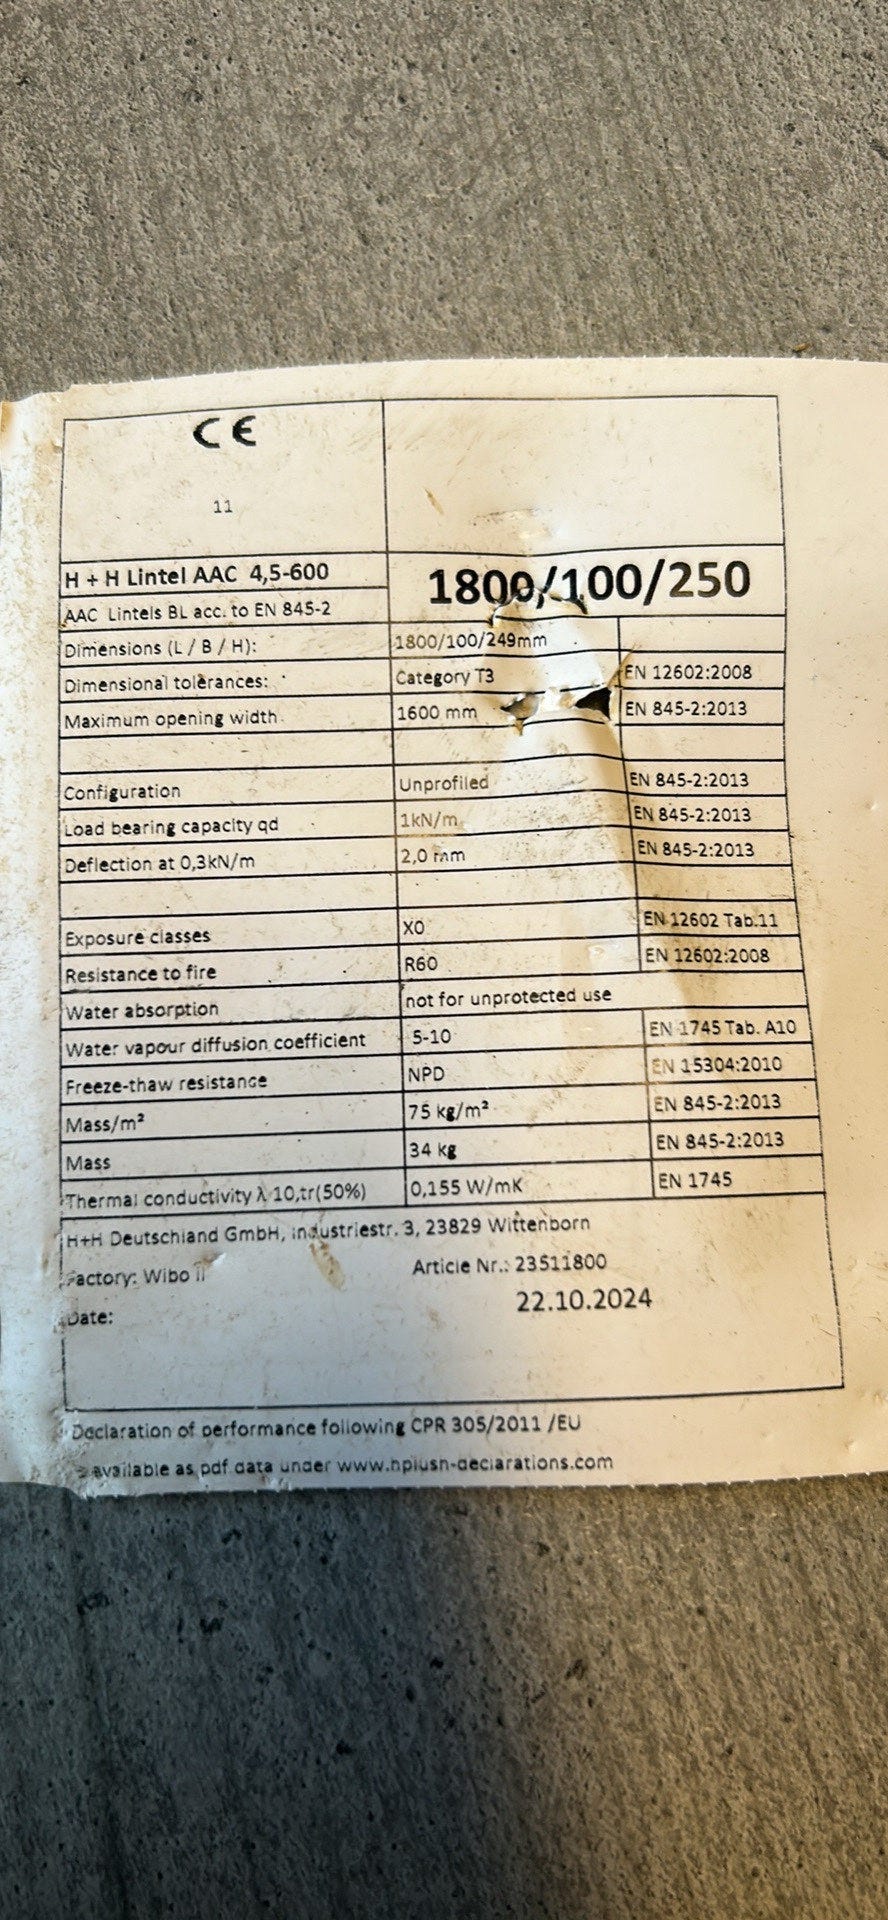 CE
11
H + H Lintel AAC 4,5-600
1800/100/250
AAC Lintels BL acc. to EN 845-2
Dimensions (L / B / H): 1800/100/249mm
Dimensional tolerances: Category T3 EN 12602:2008
Maximum opening width 1600 mm EN 845-2:2013
Configuration Unprofiled EN 845-2:2013
Load bearing capacity qd 1kN/m EN 845-2:2013
Deflection at 0,3kN/m 2,0 mm EN 845-2:2013
Exposure classes X0 EN 12602 Tab.11
Resistance to fire R60 EN 12602:2008
Water absorption not for unprotected use
Water vapour diffusion coefficient 5-10 EN 1745 Tab. A10
Freeze-thaw resistance NPD EN 15304:2010
Mass/m² 75 kg/m² EN 845-2:2013
Mass 34 kg EN 845-2:2013
Thermal conductivity λ 10,tr(50%) 0,155 W/mK EN 1745
H+H Deutschland GmbH, Industriestr. 3, 23829 Wittenborn
Factory: Wibo II Article Nr.: 23511800
Date: 22.10.2024
Declaration of performance following CPR 305/2011 /EU
available as pdf data under www.hplush-declarations.com